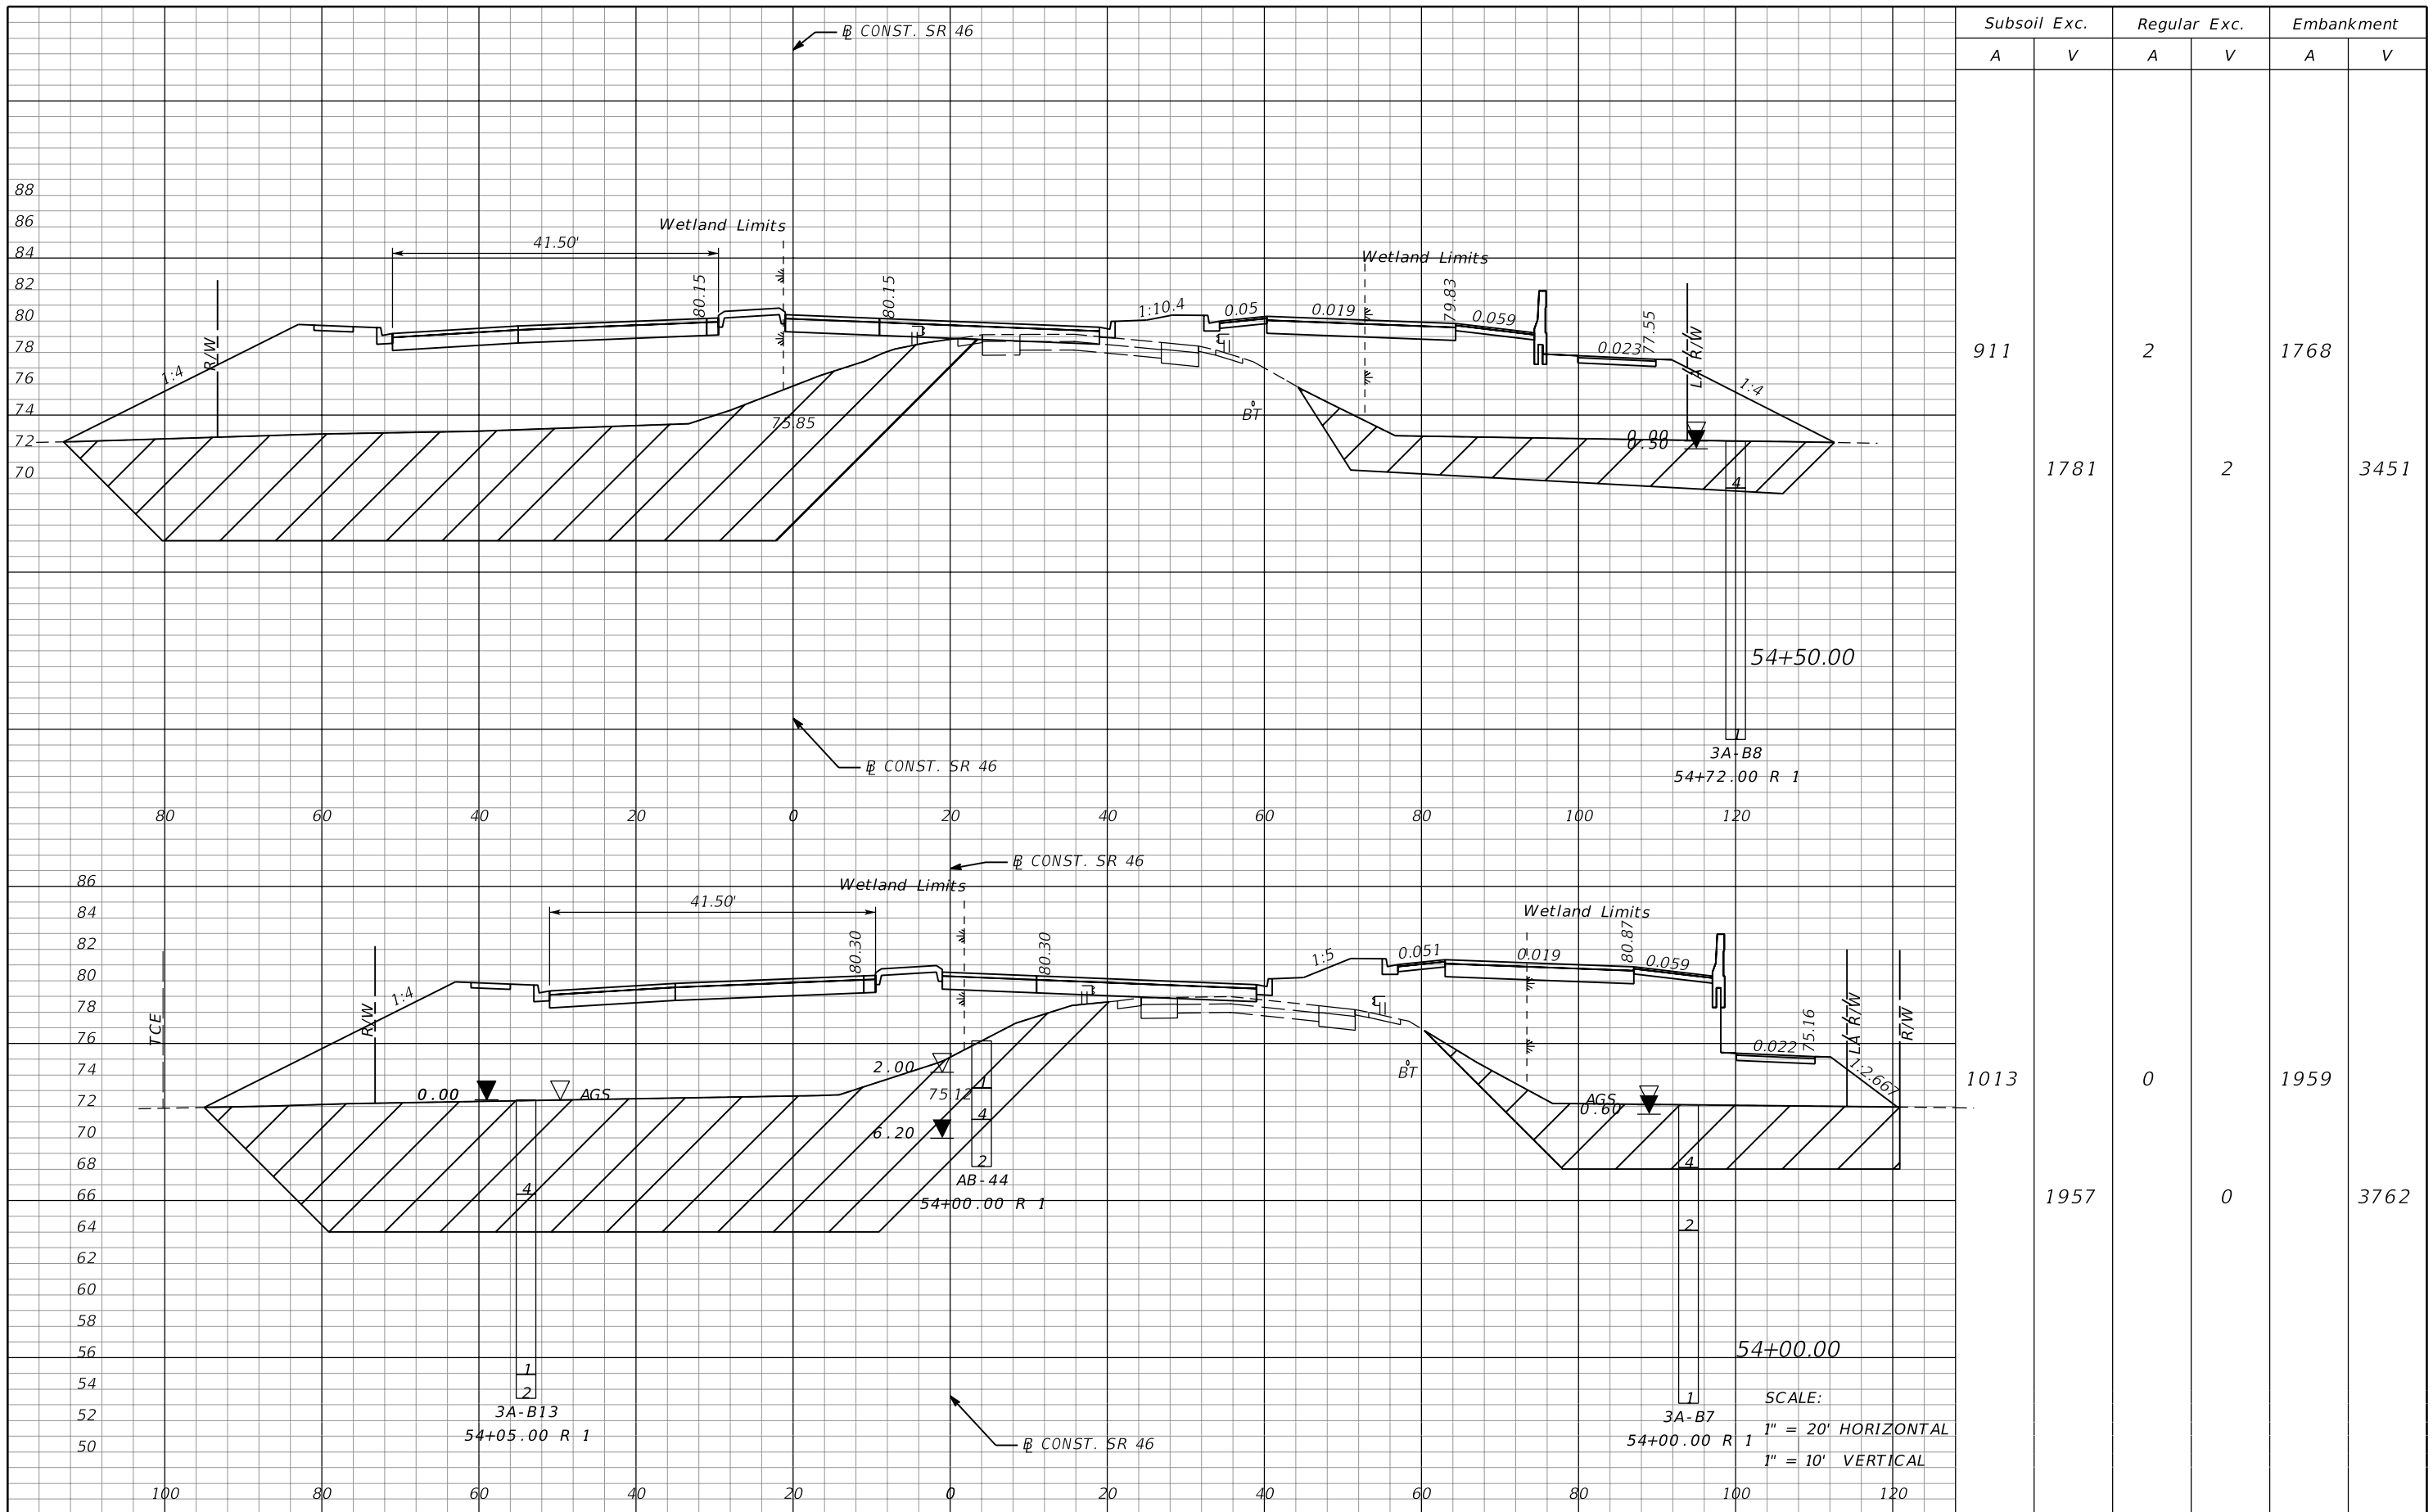 Subsoil Exc. Regular Exc. Embankment
A V A V A V
℄ CONST. SR 46
88
86
84
82
80
78
76
74
72
70
Wetland Limits
Wetland Limits
41.50'
80.15
80.15
1:10.4
0.05
0.019
79.83
0.059
0.023
77.55
LA R/W
R/W
1:4
1:4
75.85
BT
0.00
0.50
4
1
54+50.00
3A-B8
54+72.00 R 1
911 2 1768
1781 2 3451
℄ CONST. SR 46
80 60 40 20 0 20 40 60 80 100 120
℄ CONST. SR 46
86
84
82
80
78
76
74
72
70
68
66
64
62
60
58
56
54
52
50
Wetland Limits
Wetland Limits
41.50'
80.30
80.30
1:5
0.051
0.019
80.87
0.059
0.022
75.16
LA R/W
R/W
1:2.667
TCE
R/W
1:4
0.00
AGS
2.00
75.12
6.20
1
4
2
AB-44
54+00.00 R 1
BT
AGS
0.60
4
2
1
3A-B7
54+00.00 R 1
4
1
2
3A-B13
54+05.00 R 1
1013 0 1959
1957 0 3762
54+00.00
SCALE:
1" = 20' HORIZONTAL
1" = 10' VERTICAL
℄ CONST. SR 46
100 80 60 40 20 0 20 40 60 80 100 120